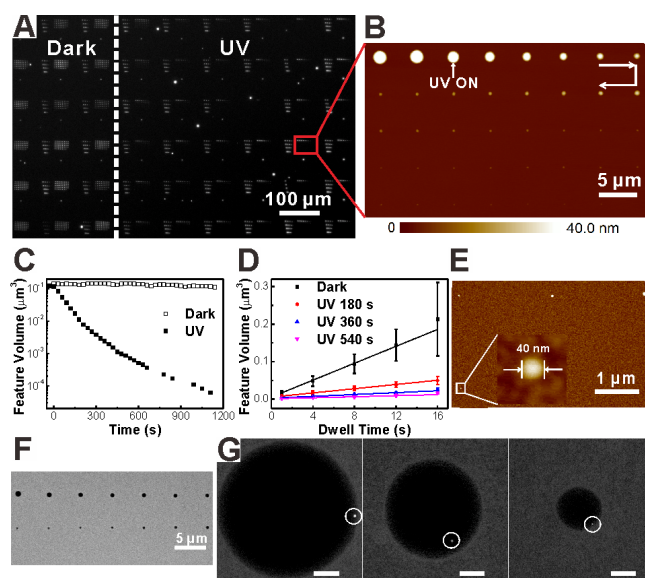 A
Dark
UV
100 µm
B
UV ON
5 µm
0
40.0 nm
C
Feature Volume (µm³)
10⁻¹
10⁻²
10⁻³
10⁻⁴
Dark
UV
0 300 600 900 1200
Time (s)
D
Feature Volume (µm³)
0.3
0.2
0.1
0.0
Dark
UV 180 s
UV 360 s
UV 540 s
0 4 8 12 16
Dwell Time (s)
E
40 nm
1 µm
F
5 µm
G